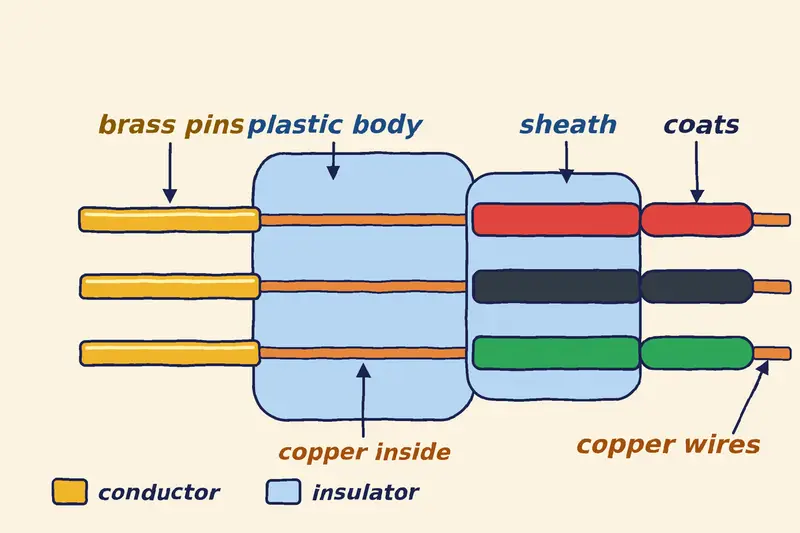 brass pins
plastic body
sheath
coats
copper inside
copper wires
conductor
insulator